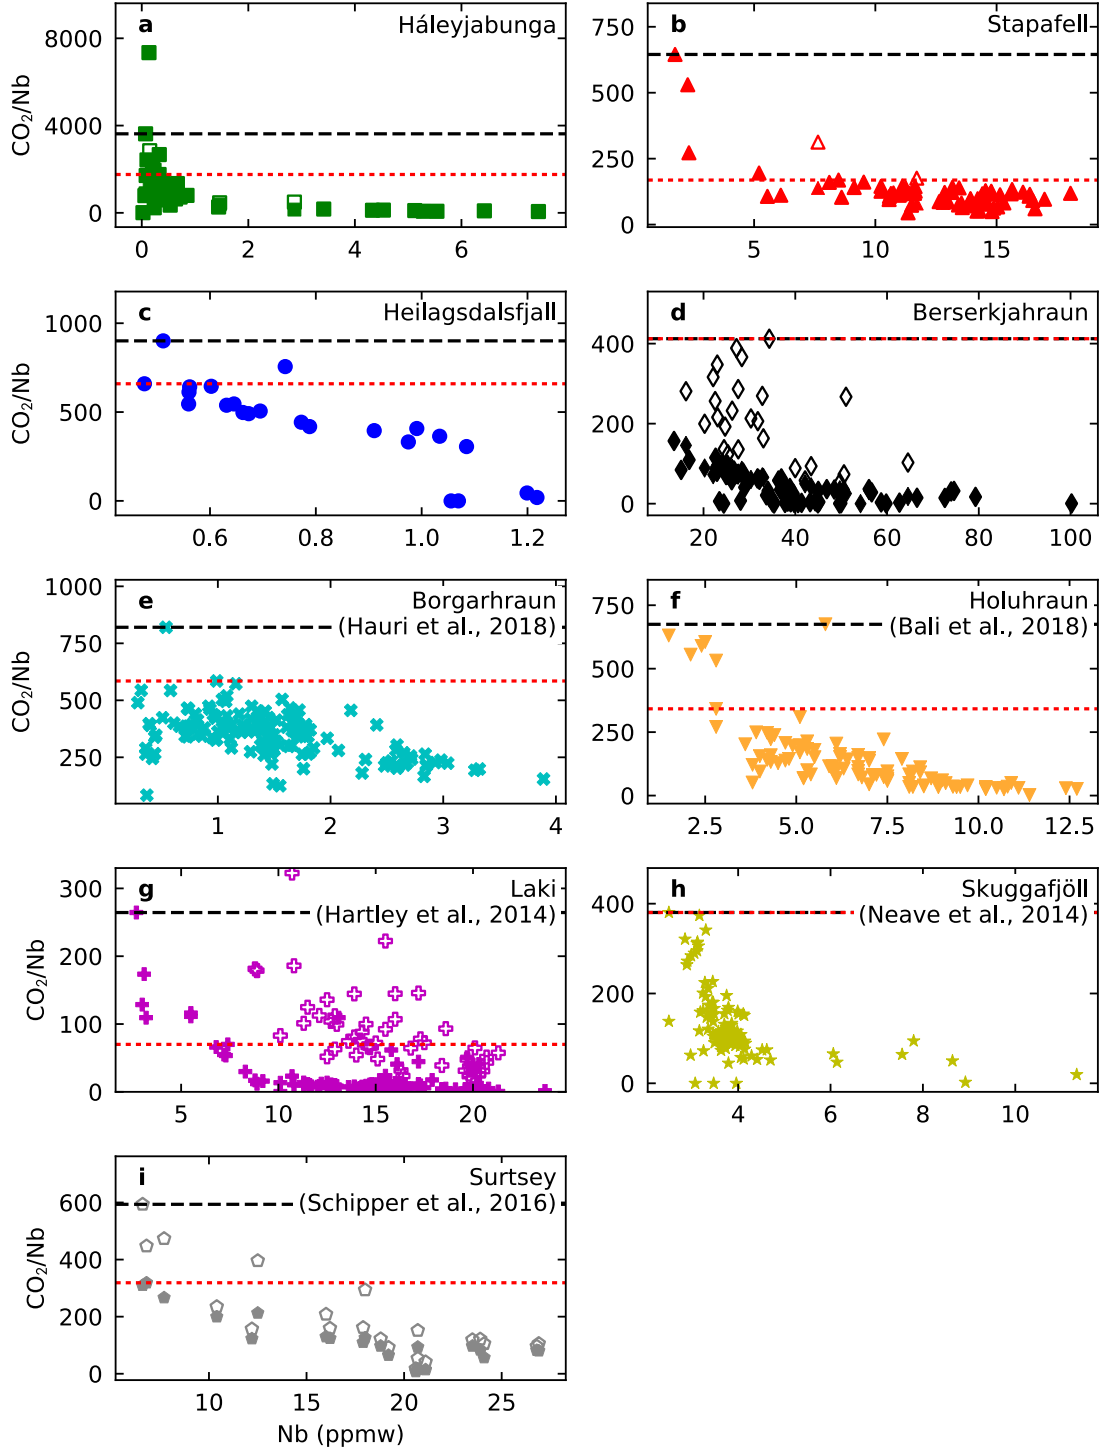 a Háleyjabunga
8000
4000
0
CO₂/Nb
0 2 4 6
b Stapafell
750
500
250
0
5 10 15
c Heilagsdalsfjall
1000
500
0
CO₂/Nb
0.6 0.8 1.0 1.2
d Berserkjahraun
400
200
0
20 40 60 80 100
e Borgarhraun
(Hauri et al., 2018)
1000
750
500
250
CO₂/Nb
1 2 3 4
f Holuhraun
(Bali et al., 2018)
750
500
250
0
2.5 5.0 7.5 10.0 12.5
g Laki
(Hartley et al., 2014)
300
200
100
0
CO₂/Nb
5 10 15 20
h Skuggafjöll
(Neave et al., 2014)
400
200
0
4 6 8 10
i Surtsey
(Schipper et al., 2016)
600
400
200
0
CO₂/Nb
10 15 20 25
Nb (ppmw)